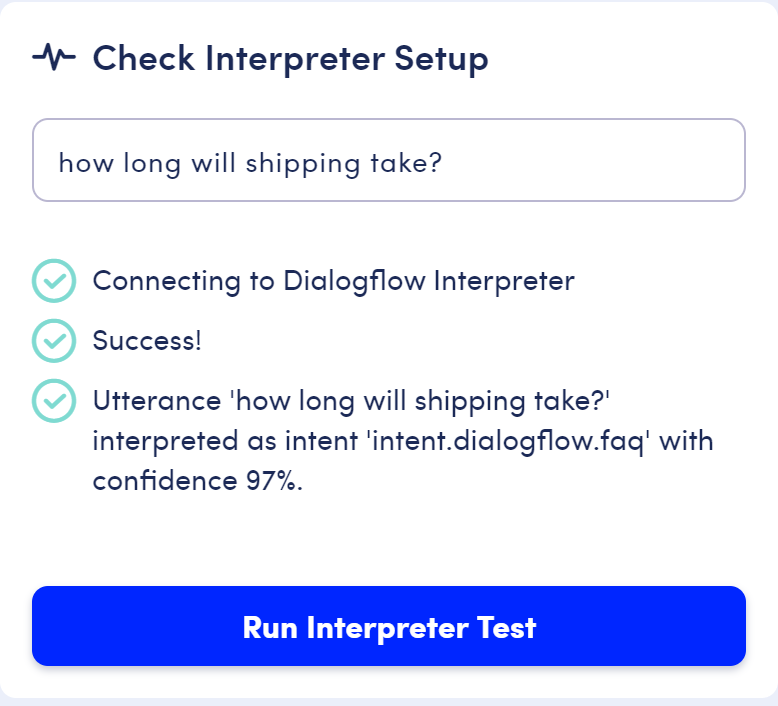 Check Interpreter Setup
how long will shipping take?
Connecting to Dialogflow Interpreter
Success!
Utterance 'how long will shipping take?'
interpreted as intent 'intent.dialogflow.faq' with
confidence 97%.
Run Interpreter Test